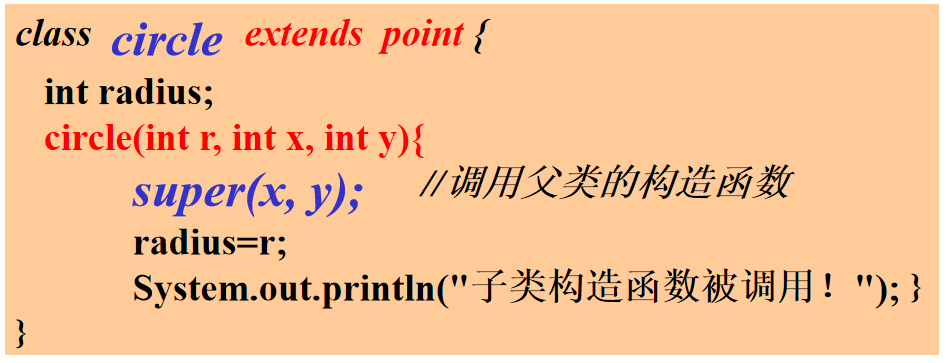 class circle extends point {
int radius;
circle(int r, int x, int y){
super(x, y); //调用父类的构造函数
radius=r;
System.out.println("子类构造函数被调用！"); }
}